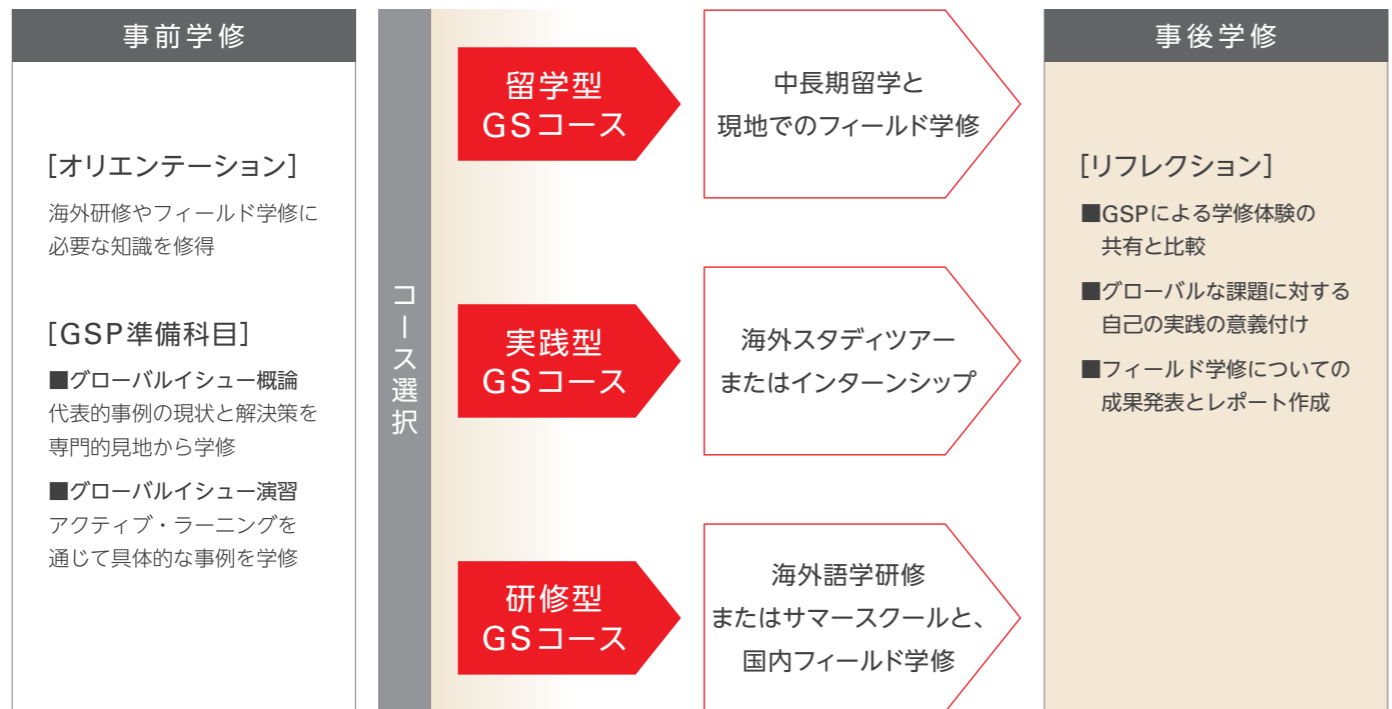 事前学修
[オリエンテーション]
海外研修やフィールド学修に
必要な知識を修得
[GSP準備科目]
■グローバルイシュー概論
代表的事例の現状と解決策を
専門的見地から学修
■グローバルイシュー演習
アクティブ・ラーニングを
通じて具体的な事例を学修
コース選択
留学型
GSコース
中長期留学と
現地でのフィールド学修
実践型
GSコース
海外スタディツアー
またはインターンシップ
研修型
GSコース
海外語学研修
またはサマースクールと、
国内フィールド学修
事後学修
[リフレクション]
■GSPによる学修体験の
共有と比較
■グローバルな課題に対する
自己の実践の意義付け
■フィールド学修についての
成果発表とレポート作成